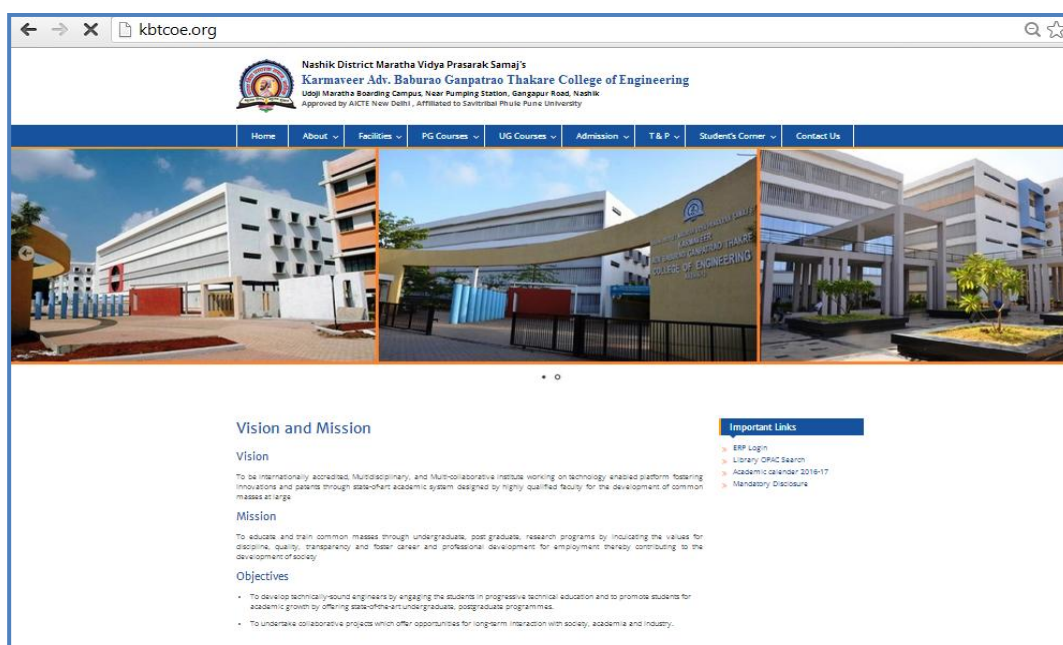 kbtcoe.org
Nashik District Maratha Vidya Prasarak Samaj's
Karmaveer Adv. Baburao Ganpatrao Thakare College of Engineering
Udoji Maratha Boarding Campus, Near Pumping Station, Gangapur Road, Nashik
Approved by AICTE New Delhi , Affiliated to Savitribai Phule Pune University
Home About Facilities PG Courses UG Courses Admission T & P Student's Corner Contact Us
KARMAVEER
ADV. BABURAO GANPATRAO THAKRE
COLLEGE OF ENGINEERING
Vision and Mission
Vision
To be internationally accredited, Multidisciplinary, and Multi-collaborative institute working on technology enabled platform fostering
innovations and patents through state-of-art academic system designed by highly qualified faculty for the development of common
masses at large
Mission
To educate and train common masses through undergraduate, post graduate, research programs by inculcating the values for
discipline, quality, transparency and foster career and professional development for employment thereby contributing to the
development of society
Objectives
• To develop technically-sound engineers by engaging the students in progressive technical education and to promote students for
academic growth by offering state-of-the-art undergraduate, postgraduate programmes.
• To undertake collaborative projects which offer opportunities for long-term interaction with society, academia and industry.
Important Links
ERP Login
Library OPAC Search
Academic calender 2016-17
Mandatory Disclosure